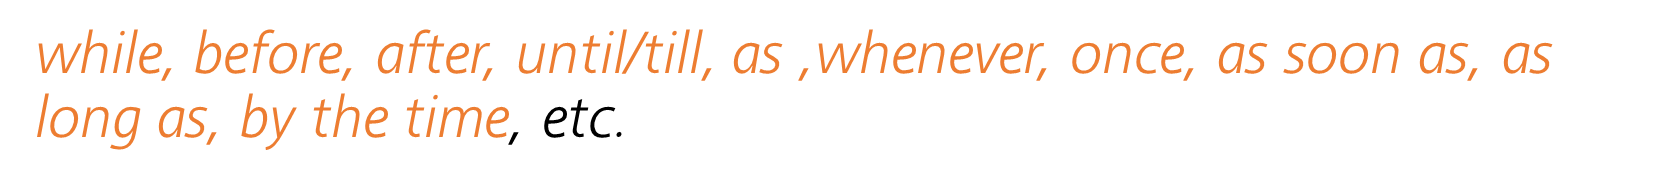 while, before, after, until/till, as ,whenever, once, as soon as, as
long as, by the time, etc.